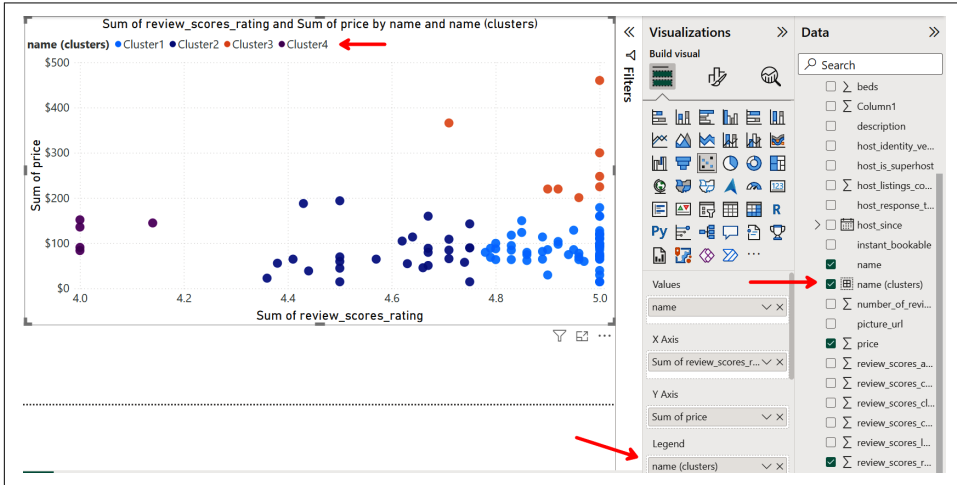 Sum of review_scores_rating and Sum of price by name and name (clusters)
name (clusters) Cluster1 Cluster2 Cluster3 Cluster4
$500
$400
$300
$200
$100
$0
Sum of price
4.0 4.2 4.4 4.6 4.8 5.0
Sum of review_scores_rating
Filters
Visualizations
Build visual
123
R
Py
Values
name
X Axis
Sum of review_scores_r...
Y Axis
Sum of price
Legend
name (clusters)
Data
Search
beds
Column1
description
host_identity_ve...
host_is_superhost
host_listings_co...
host_response_t...
host_since
instant_bookable
name
name (clusters)
number_of_revi...
picture_url
price
review_scores_a...
review_scores_c...
review_scores_cl...
review_scores_c...
review_scores_l...
review_scores_r...